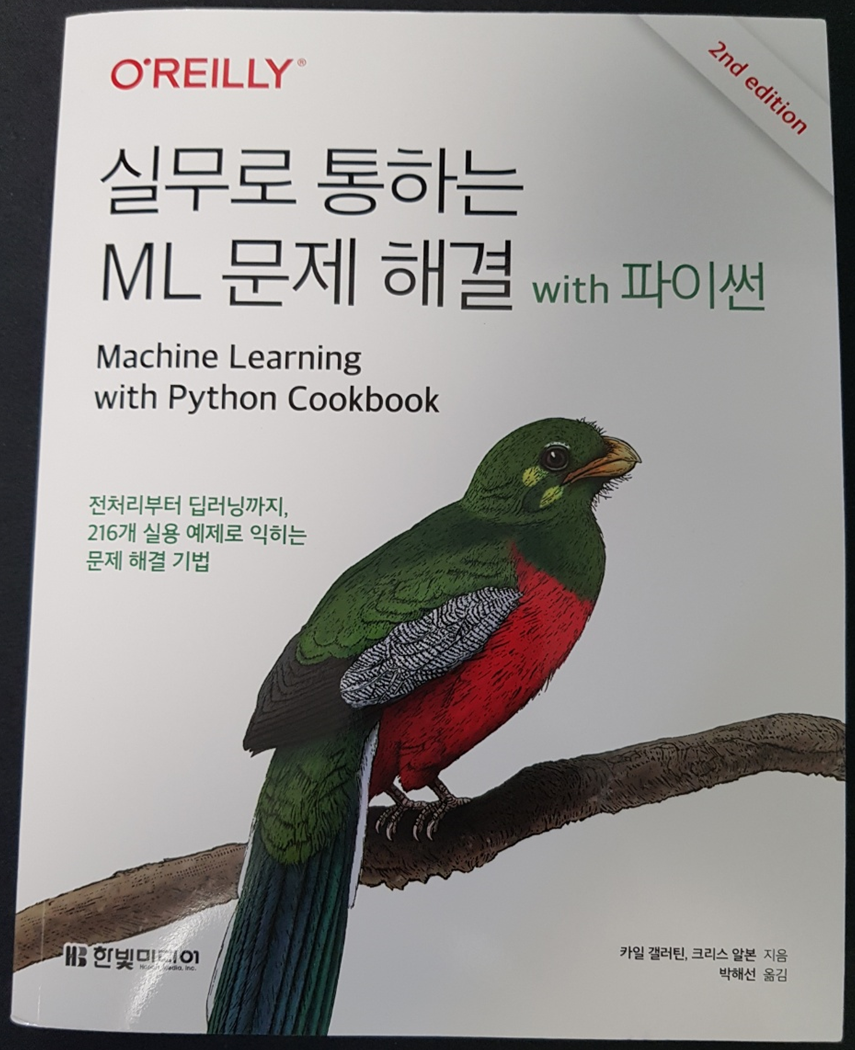 O'REILLY®
2nd edition
실무로 통하는
ML 문제 해결 with 파이썬
Machine Learning
with Python Cookbook
전처리부터 딥러닝까지,
216개 실용 예제로 익히는
문제 해결 기법
한빛미디어
Hanbit Media, Inc.
카일 갤러틴, 크리스 알본 지음
박해선 옮김